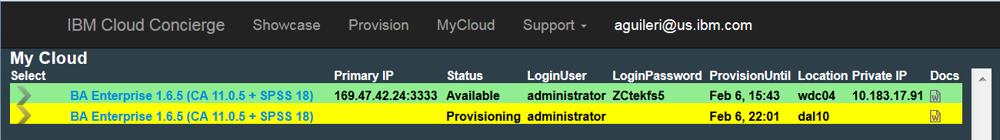 IBM Cloud Concierge Showcase Provision MyCloud Support aguileri@us.ibm.com
My Cloud
Select Primary IP Status LoginUser LoginPassword ProvisionUntil Location Private IP Docs
BA Enterprise 1.6.5 (CA 11.0.5 + SPSS 18) 169.47.42.24:3333 Available administrator ZCtekfs5 Feb 6, 15:43 wdc04 10.183.17.91
BA Enterprise 1.6.5 (CA 11.0.5 + SPSS 18) Provisioning administrator Feb 6, 22:01 dal10